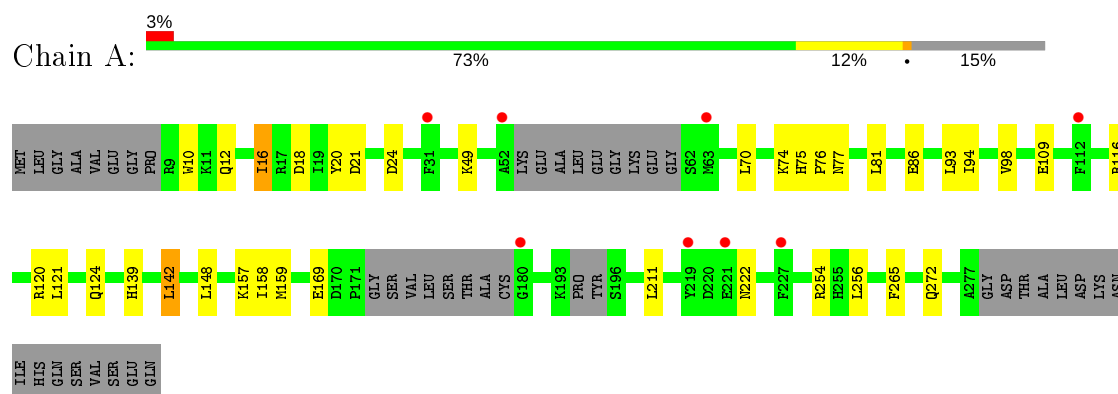 3%
Chain A:
73% 12% • 15%
MET LEU GLY ALA VAL GLU GLY PRO R9 W10 K11 Q12 I16 R17 D18 I19 Y20 D21 D24 F31 K49 A52 LYS GLU ALA LEU GLU GLY LYS GLU GLY S62 M63 L70 K74 H75 P76 N77 L81 E86 L93 I94 V98 E109 F112 R116
R120 L121 Q124 H139 L142 L148 K157 I158 M159 E169 D170 P171 GLY SER VAL LEU SER THR ALA CYS G180 K193 PRO TYR S196 L211 Y219 D220 E221 N222 F227 R254 H255 L256 F265 Q272 A277 GLY ASP THR ALA LEU ASP LYS ASN
ILE HIS GLN SER VAL SER GLU GLN